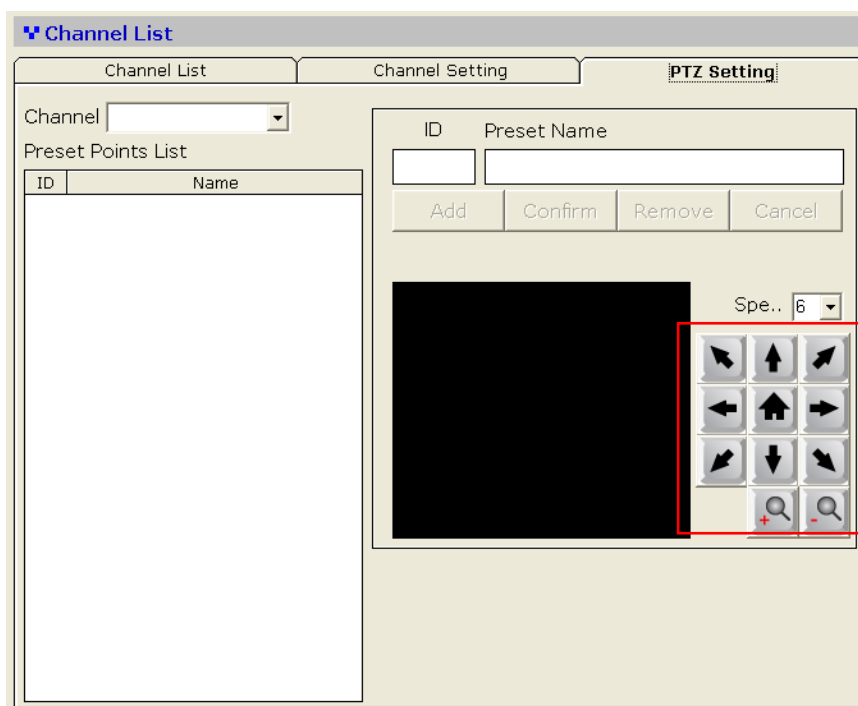 Channel List
Channel List Channel Setting PTZ Setting
Channel
Preset Points List
ID Name
ID Preset Name
Add Confirm Remove Cancel
Spe.. 6
+ -